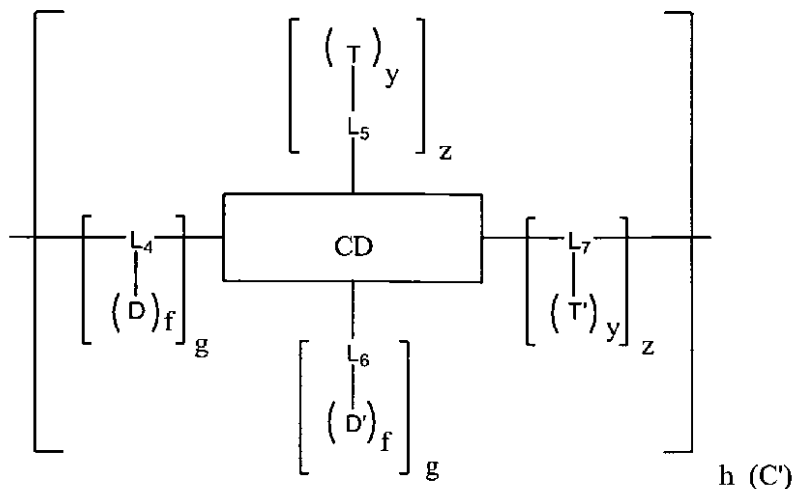 ( T )y
L5
z
L4
CD
L7
( D )f
g
( T' )y
z
L6
( D' )f
g
h (C')